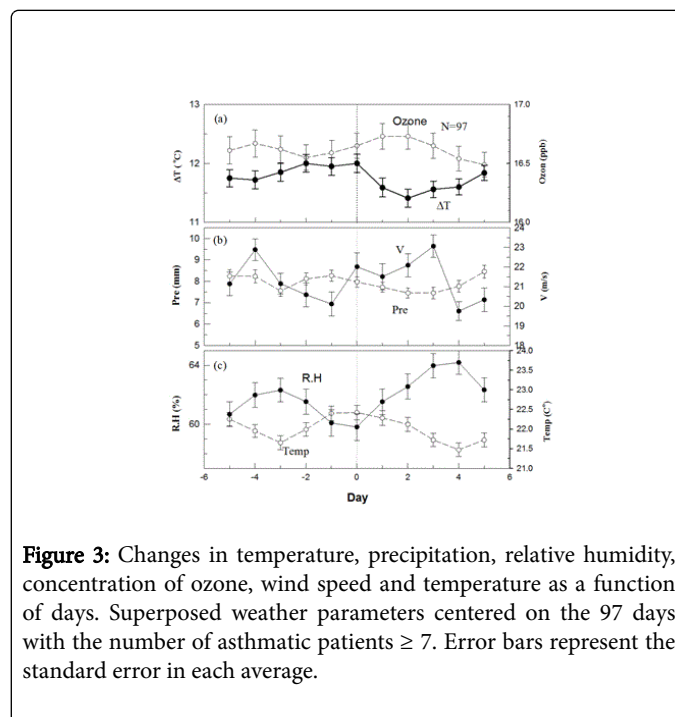 13
17.0
(a)
Ozone
N=97
ΔT (°C)
12
16.5
Ozon (ppb)
ΔT
11
16.0
(b)
10
9
8
7
6
5
Pre (mm)
V
Pre
24
23
22
21
20
19
18
V (m/s)
(c)
64
60
R.H (%)
R.H
Temp
24.0
23.5
23.0
22.5
22.0
21.5
21.0
Temp (C°)
-6 -4 -2 0 2 4 6
Day
Figure 3: Changes in temperature, precipitation, relative humidity,
concentration of ozone, wind speed and temperature as a function
of days. Superposed weather parameters centered on the 97 days
with the number of asthmatic patients ≥ 7. Error bars represent the
standard error in each average.